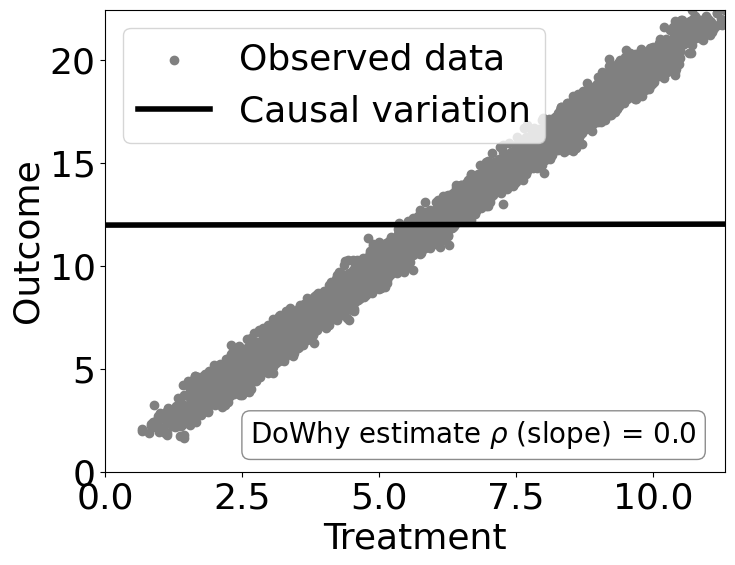 Observed data
Causal variation
Outcome
20
15
10
5
0
DoWhy estimate ρ (slope) = 0.0
0.0 2.5 5.0 7.5 10.0
Treatment